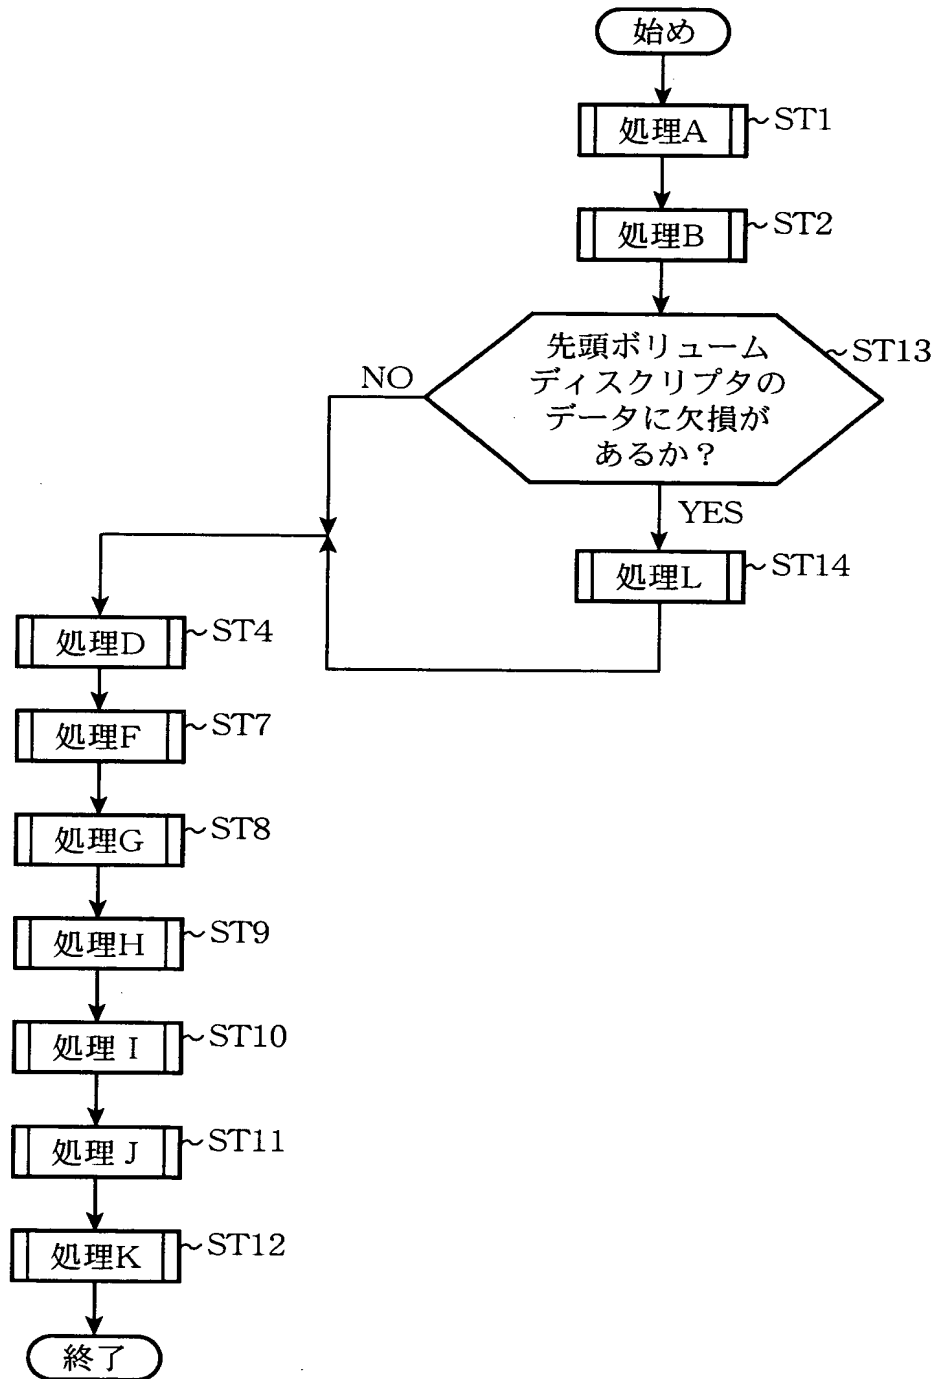 始め
処理A
ST1
処理B
ST2
先頭ボリューム
ディスクリプタの
データに欠損が
あるか？
ST13
NO
YES
処理L
ST14
処理D
ST4
処理F
ST7
処理G
ST8
処理H
ST9
処理I
ST10
処理J
ST11
処理K
ST12
終了